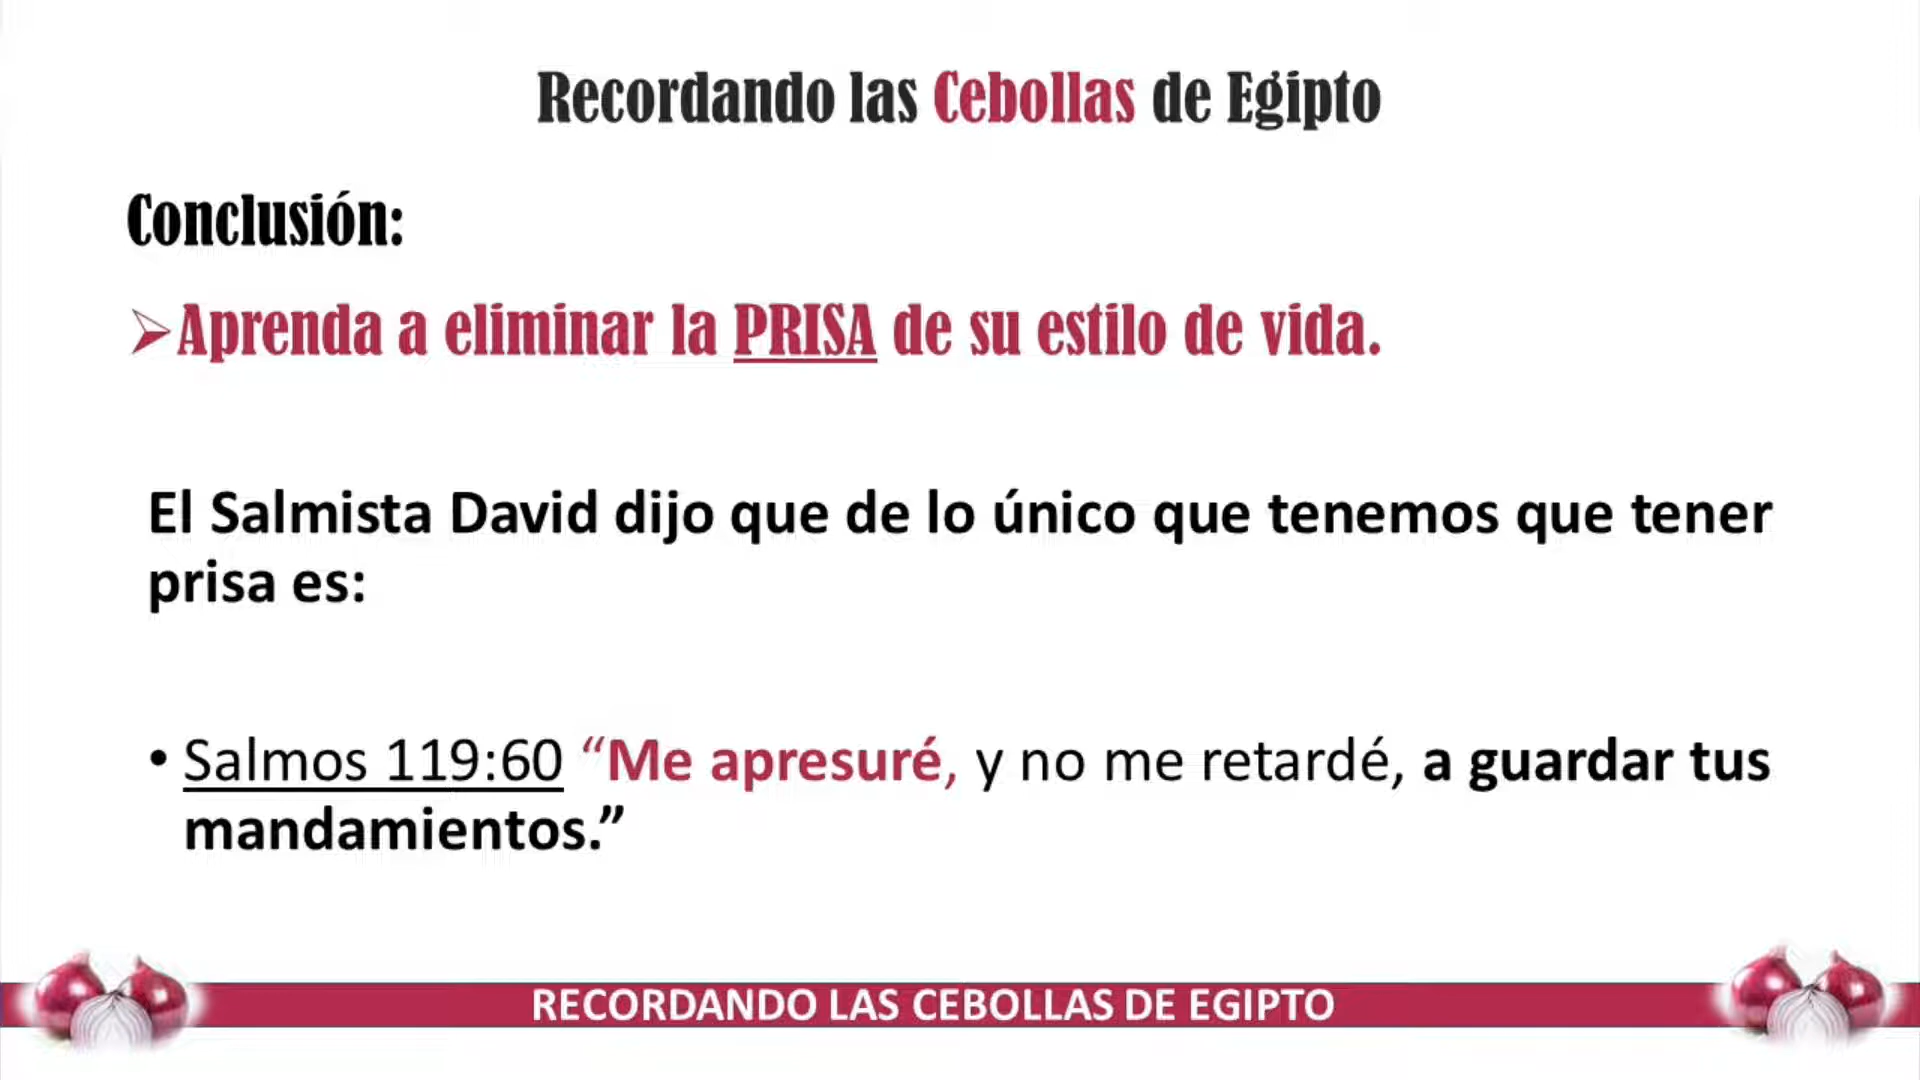 Recordando las Cebollas de Egipto
Conclusión:
➢Aprenda a eliminar la PRISA de su estilo de vida.
El Salmista David dijo que de lo único que tenemos que tener
prisa es:
• Salmos 119:60 “Me apresuré, y no me retardé, a guardar tus
mandamientos.”
RECORDANDO LAS CEBOLLAS DE EGIPTO